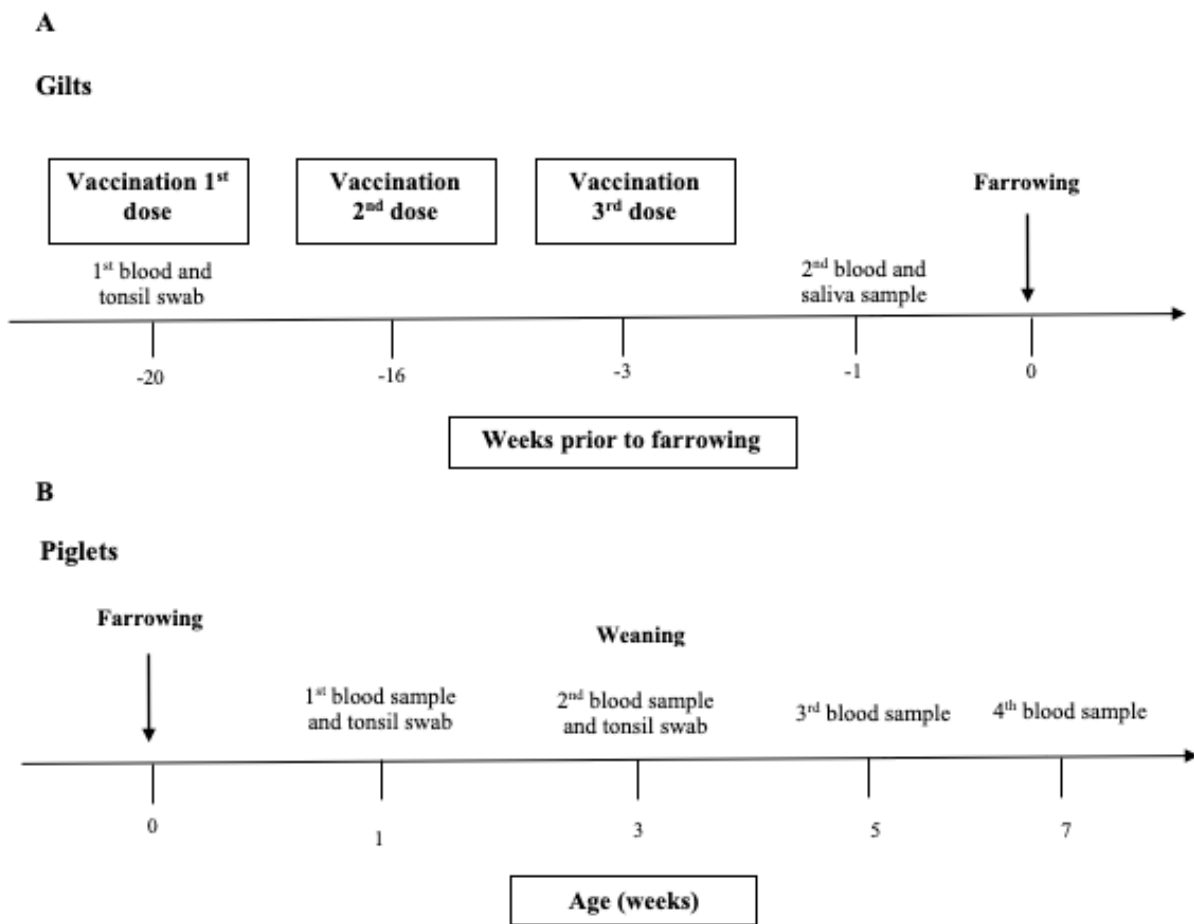 A
Gilts
Vaccination 1st
dose
Vaccination
2nd dose
Vaccination
3rd dose
Farrowing
1st blood and
tonsil swab
2nd blood and
saliva sample
-20
-16
-3
-1
0
Weeks prior to farrowing
B
Piglets
Farrowing
Weaning
1st blood sample
and tonsil swab
2nd blood sample
and tonsil swab
3rd blood sample
4th blood sample
0
1
3
5
7
Age (weeks)